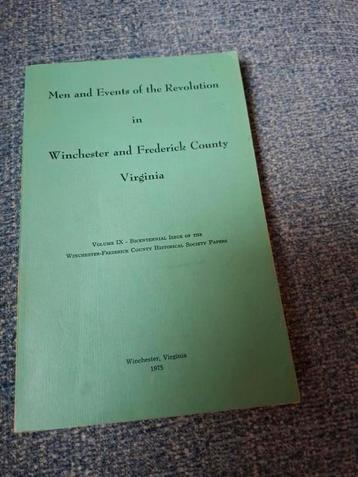 Men and Events of the Revolution
in
Winchester and Frederick County
Virginia
Volume IX - Bicentennial Issue of the
Winchester-Frederick County Historical Society Papers
Winchester, Virginia
1975